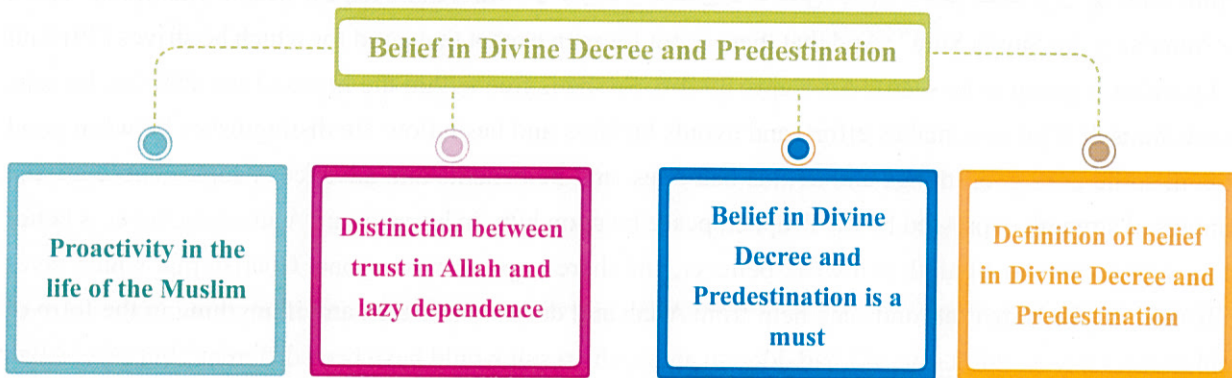 Belief in Divine Decree and Predestination
Proactivity in the
life of the Muslim
Distinction between
trust in Allah and
lazy dependence
Belief in Divine
Decree and
Predestination is a
must
Definition of belief
in Divine Decree and
Predestination